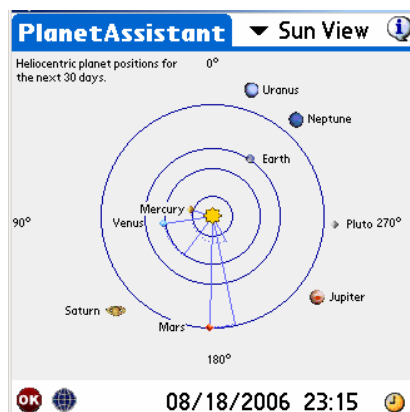 PlanetAssistant
Sun View
Heliocentric planet positions for
the next 30 days.
0°
Uranus
Neptune
Earth
Mercury
Venus
90°
Pluto 270°
Jupiter
Saturn
Mars
180°
OK
08/18/2006 23:15